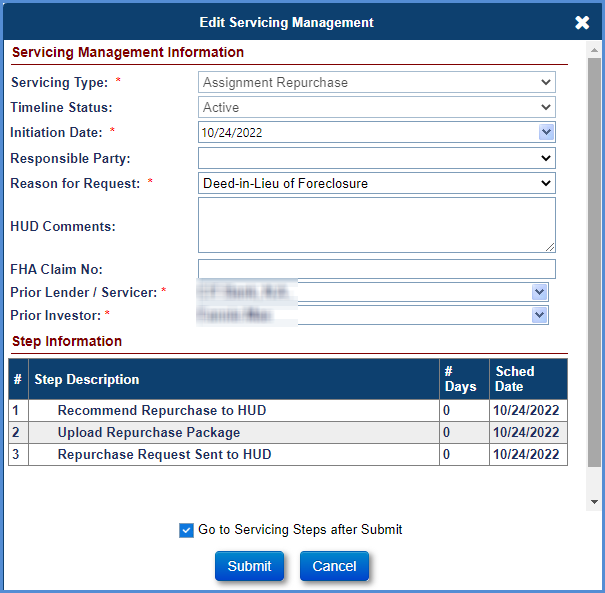 Edit Servicing Management
Servicing Management Information
Servicing Type: * Assignment Repurchase
Timeline Status: Active
Initiation Date: * 10/24/2022
Responsible Party:
Reason for Request: * Deed-in-Lieu of Foreclosure
HUD Comments:
FHA Claim No:
Prior Lender / Servicer: *
Prior Investor: *
Step Information
# Step Description # Days Sched Date
1 Recommend Repurchase to HUD 0 10/24/2022
2 Upload Repurchase Package 0 10/24/2022
3 Repurchase Request Sent to HUD 0 10/24/2022
Go to Servicing Steps after Submit
Submit Cancel